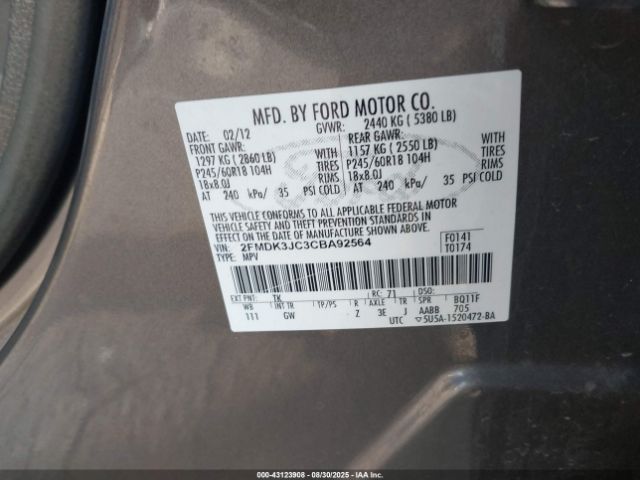 MFD. BY FORD MOTOR CO.
DATE: 02/12 GVWR: 2440 KG ( 5380 LB)
FRONT GAWR: REAR GAWR:
1297 KG ( 2860 LB) WITH 1157 KG ( 2550 LB) WITH
P245/60R18 104H TIRES P245/60R18 104H TIRES
18x8.0J RIMS 18x8.0J RIMS
AT 240 kPa/ 35 PSI COLD AT 240 kPa/ 35 PSI COLD
THIS VEHICLE CONFORMS TO ALL APPLICABLE FEDERAL MOTOR
VEHICLE SAFETY AND THEFT PREVENTION STANDARDS IN
EFFECT ON THE DATE OF MANUFACTURE SHOWN ABOVE.
VIN: 2FMDK3JC3CBA92564 F0141
TYPE: MPV T0174
EXT PNT: TK RC: 71 DSO:
WB INT TR TP/PS R AXLE TR SPR BQ11F
111 GW Z 3E J AABB 705
UTC ▽5U5A-1520472-BA
Ford
00-43123908 - 08/30/2025 - IAA Inc.